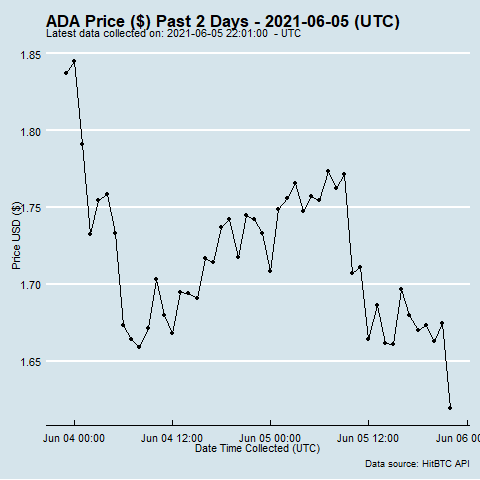 ADA Price ($) Past 2 Days - 2021-06-05 (UTC)
Latest data collected on: 2021-06-05 22:01:00  - UTC
1.85
1.80
1.75
1.70
1.65
Price USD ($)
Jun 04 00:00 Jun 04 12:00 Jun 05 00:00 Jun 05 12:00 Jun 06 0
Date Time Collected (UTC)
Data source: HitBTC API